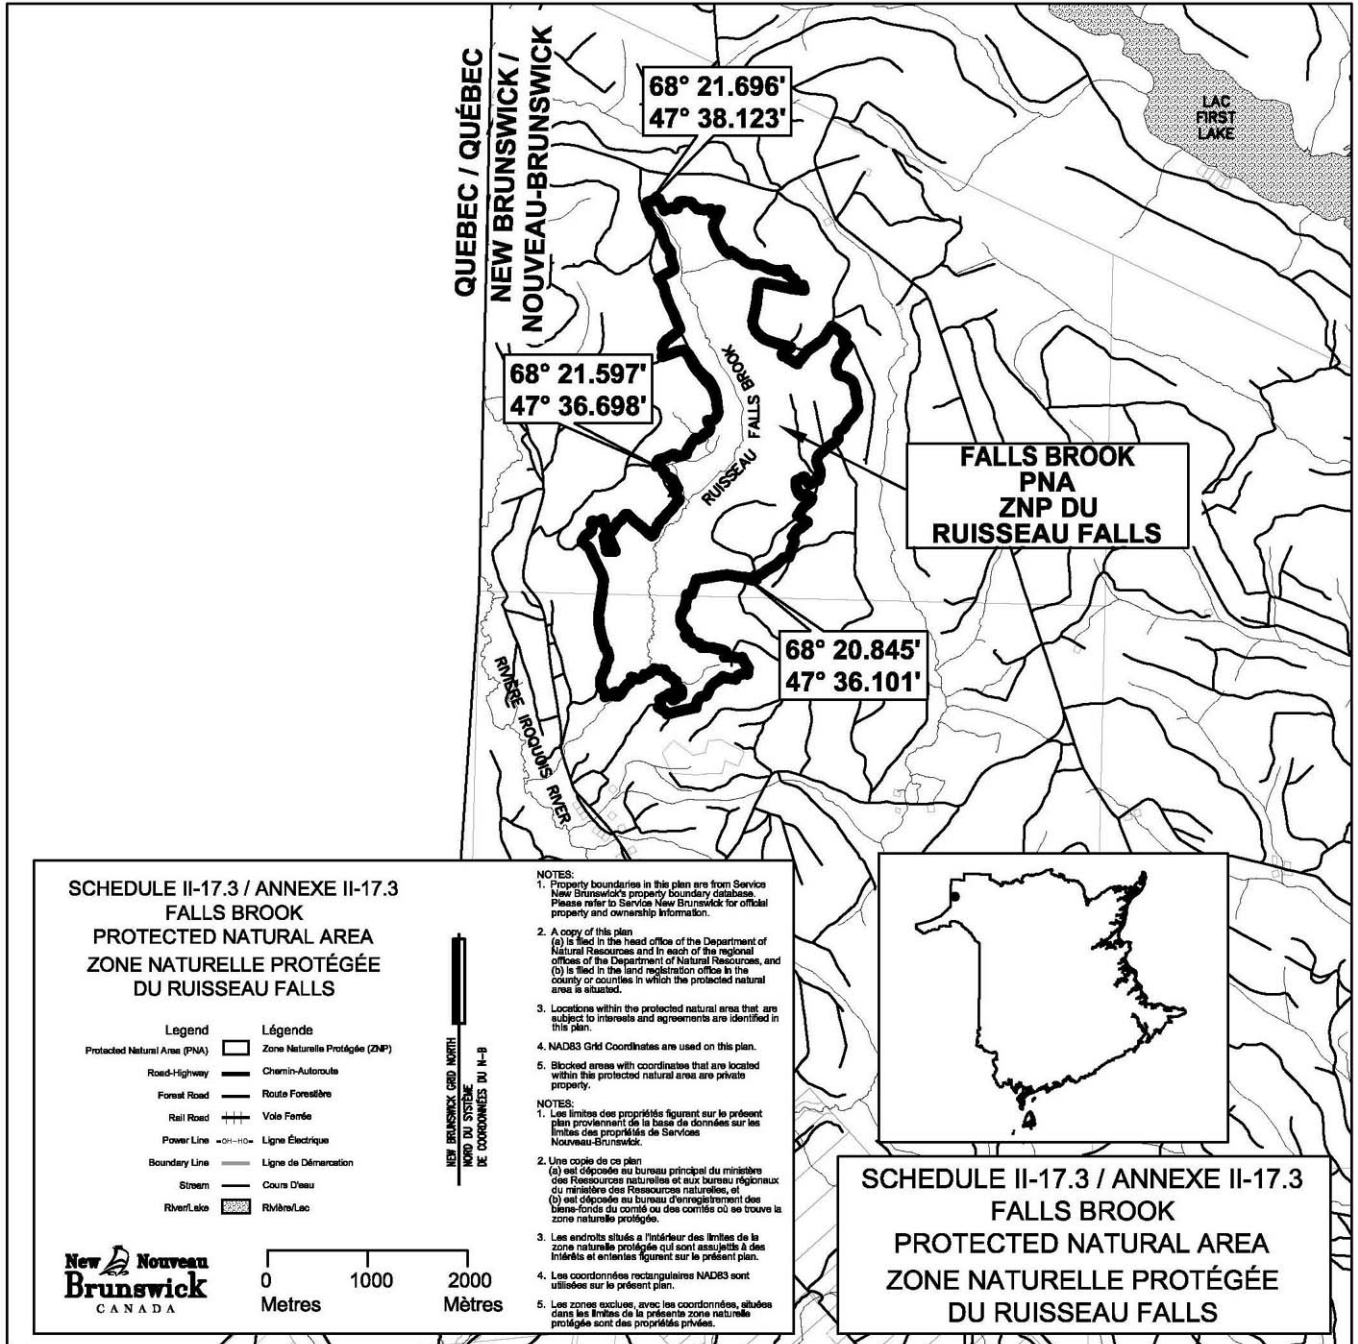 QUEBEC / QUÉBEC
NEW BRUNSWICK /
NOUVEAU-BRUNSWICK
68° 21.696'
47° 38.123'
LAC
FIRST
LAKE
68° 21.597'
47° 36.698'
RUISSEAU FALLS BROOK
FALLS BROOK
PNA
ZNP DU
RUISSEAU FALLS
68° 20.845'
47° 36.101'
RIVIÈRE IROQUOIS RIVER
SCHEDULE II-17.3 / ANNEXE II-17.3
FALLS BROOK
PROTECTED NATURAL AREA
ZONE NATURELLE PROTÉGÉE
DU RUISSEAU FALLS
Legend Légende
Protected Natural Area (PNA) Zone Naturelle Protégée (ZNP)
Road-Highway Chemin-Autoroute
Forest Road Route Forestière
Rail Road Voie Ferrée
Power Line -OH-HO- Ligne Électrique
Boundary Line Ligne de Démarcation
Stream Cours D'eau
River/Lake Rivière/Lac
NEW BRUNSWICK GRID NORTH
NORD DU SYSTÈME
DE COORDONNÉES DU N-B
New Nouveau
Brunswick
CANADA
0 1000 2000
Metres Mètres
NOTES:
1. Property boundaries in this plan are from Service
New Brunswick's property boundary database.
Please refer to Service New Brunswick for official
property and ownership information.
2. A copy of this plan
(a) is filed in the head office of the Department of
Natural Resources and in each of the regional
offices of the Department of Natural Resources, and
(b) is filed in the land registration office in the
county or counties in which the protected natural
area is situated.
3. Locations within the protected natural area that are
subject to interests and agreements are identified in
this plan.
4. NAD83 Grid Coordinates are used on this plan.
5. Blocked areas with coordinates that are located
within this protected natural area are private
property.
NOTES:
1. Les limites des propriétés figurant sur le présent
plan proviennent de la base de données sur les
limites des propriétés de Services
Nouveau-Brunswick.
2. Une copie de ce plan
(a) est déposée au bureau principal du ministère
des Ressources naturelles et aux bureau régionaux
du ministère des Ressources naturelles, et
(b) est déposée au bureau d'enregistrement des
biens-fonds du comté ou des comtés où se trouve la
zone naturelle protégée.
3. Les endroits situés a l'intérieur des limites de la
zone naturelle protégée qui sont assujettis à des
intérêts et ententes figurant sur le présent plan.
4. Les coordonnées rectangulaires NAD83 sont
utilisées sur le présent plan.
5. Les zones exclues, avec les coordonnées, situées
dans les limites de la présente zone naturelle
protégée sont des propriétés privées.
SCHEDULE II-17.3 / ANNEXE II-17.3
FALLS BROOK
PROTECTED NATURAL AREA
ZONE NATURELLE PROTÉGÉE
DU RUISSEAU FALLS